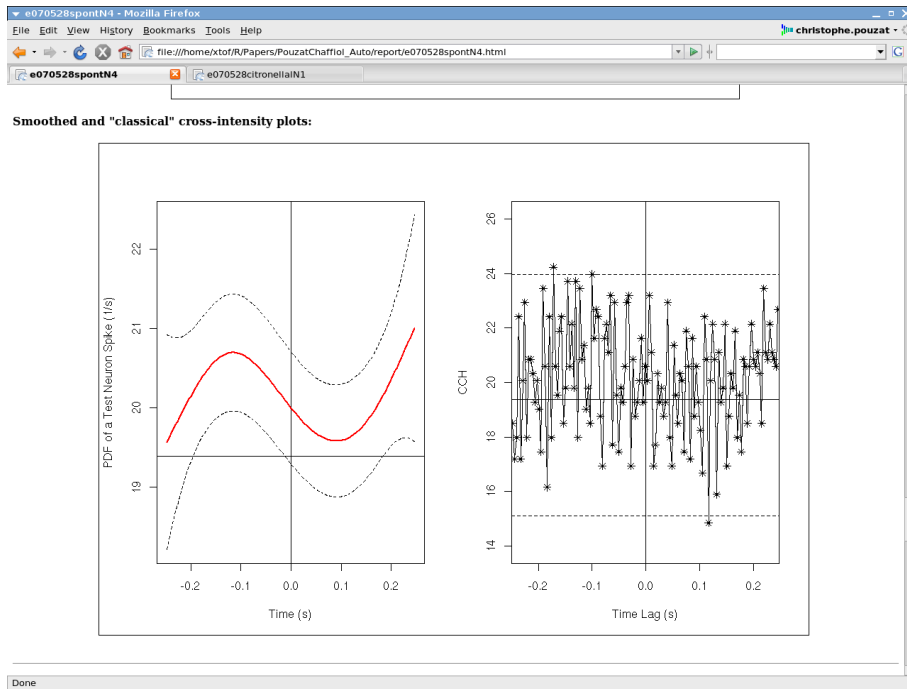 e070528spontN4 - Mozilla Firefox
File Edit View History Bookmarks Tools Help
christophe.pouzat
file:///home/xtof/R/Papers/PouzatChaffiol_Auto/report/e070528spontN4.html
G
e070528spontN4
e070528citronellalN1
Smoothed and "classical" cross-intensity plots:
PDF of a Test Neuron Spike (1/s)
22
21
20
19
-0.2 -0.1 0.0 0.1 0.2
Time (s)
CCH
26
24
22
20
18
16
14
-0.2 -0.1 0.0 0.1 0.2
Time Lag (s)
Done